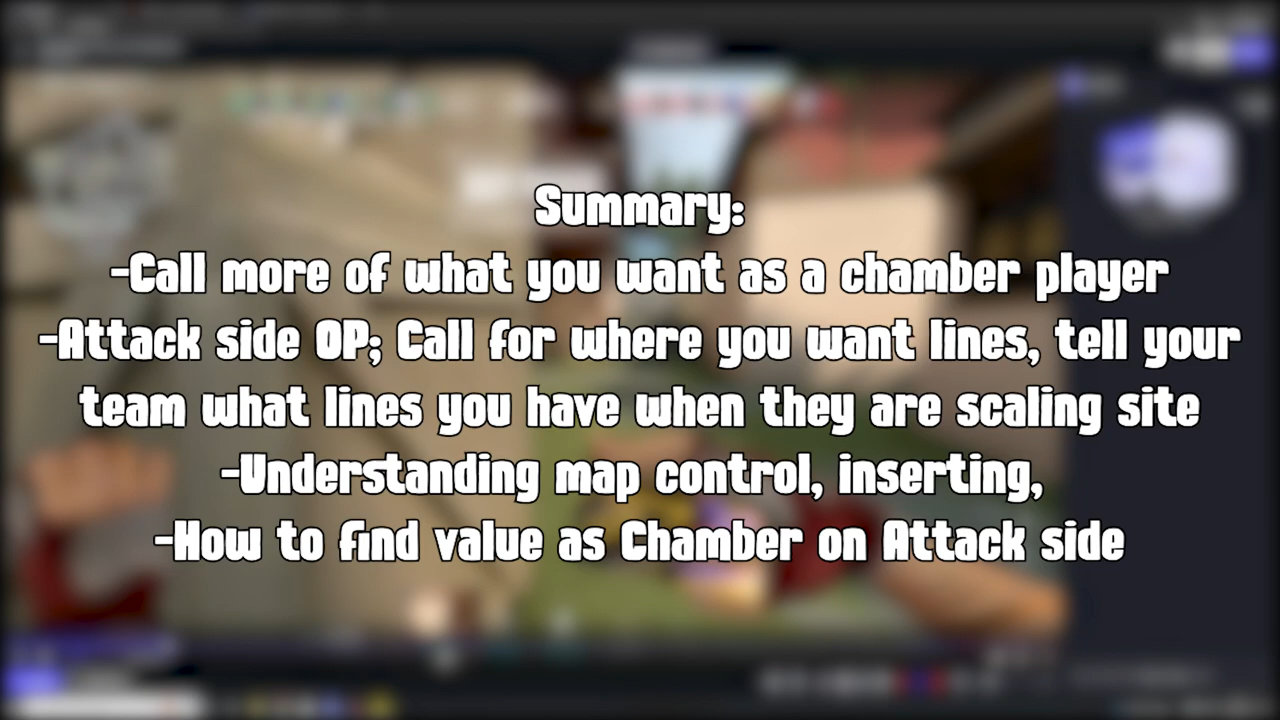 Summary:
-Call more of what you want as a chamber player
-Attack side OP; Call for where you want lines, tell your
team what lines you have when they are scaling site
-Understanding map control, inserting,
-How to find value as Chamber on Attack side